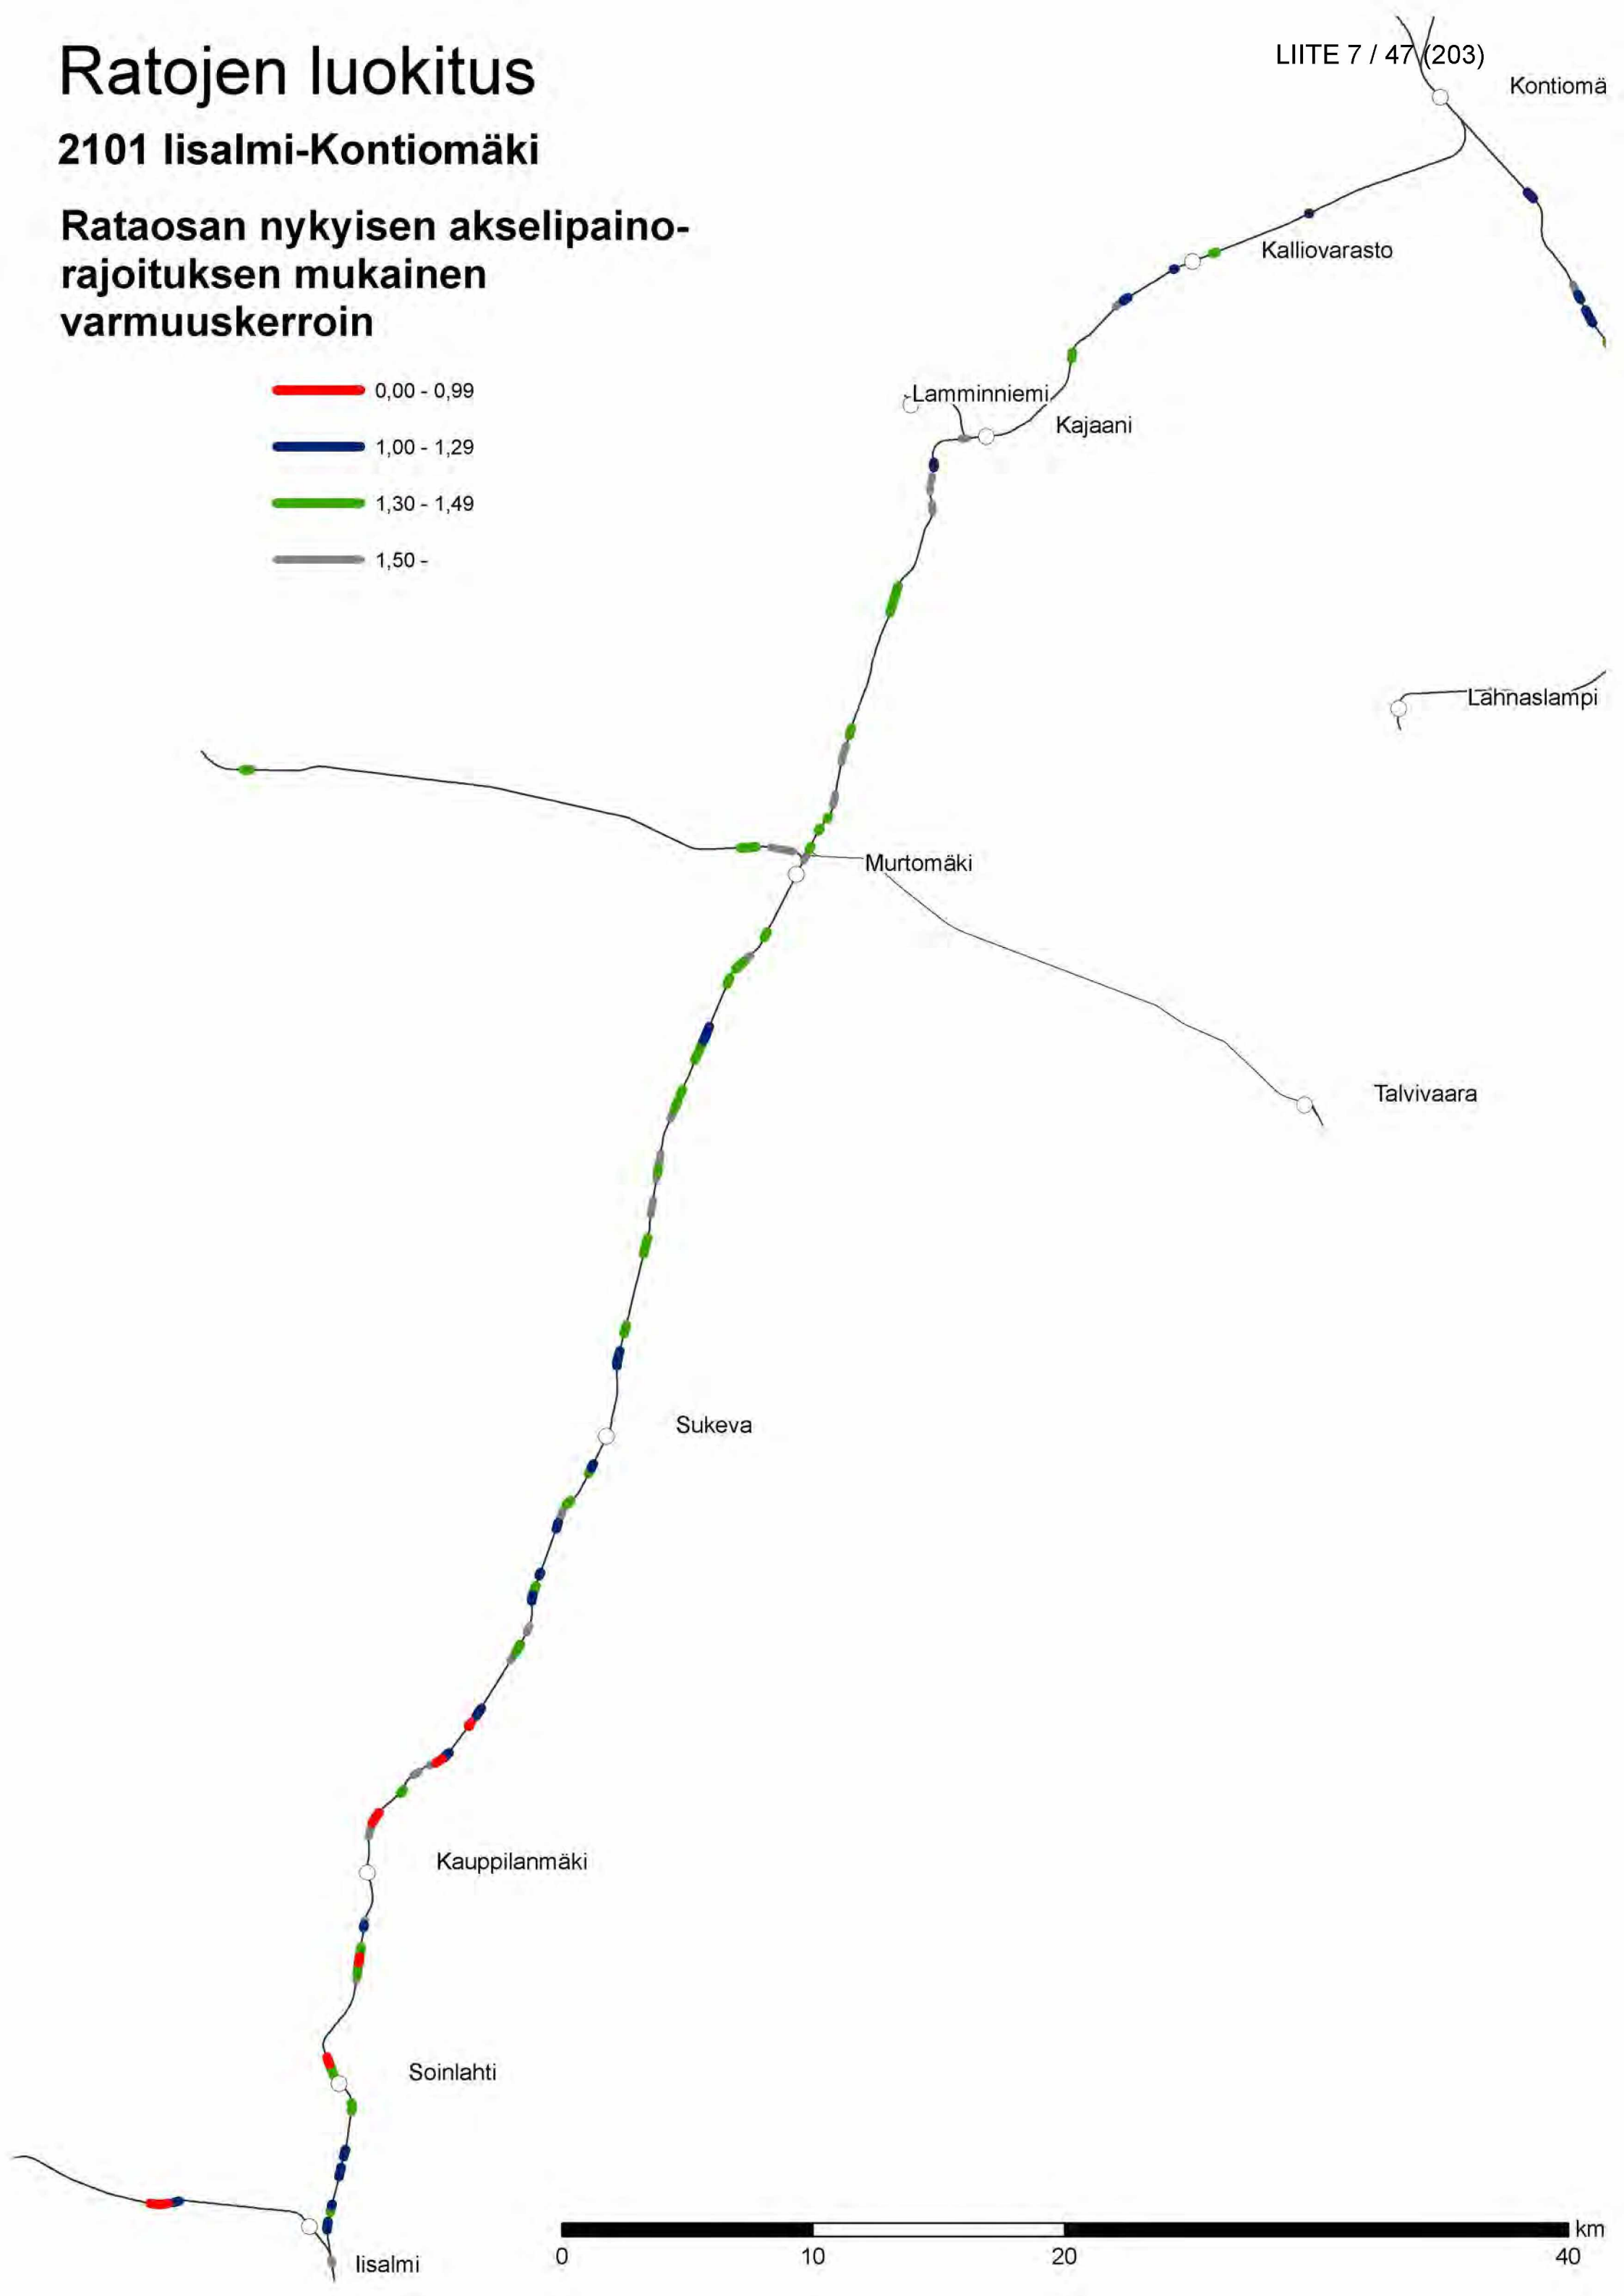 Ratojen luokitus
LIITE 7 / 47 (203)
Kontiomä
2101 Iisalmi-Kontiomäki
Rataosan nykyisen akselipaino-
rajoituksen mukainen
varmuuskerroin
Kalliovarasto
0,00 - 0,99
1,00 - 1,29
1,30 - 1,49
1,50 -
Lamminniemi
Kajaani
Lahnaslampi
Murtomäki
Talvivaara
Sukeva
Kauppilanmäki
Soinlahti
Iisalmi
km
0
10
20
40